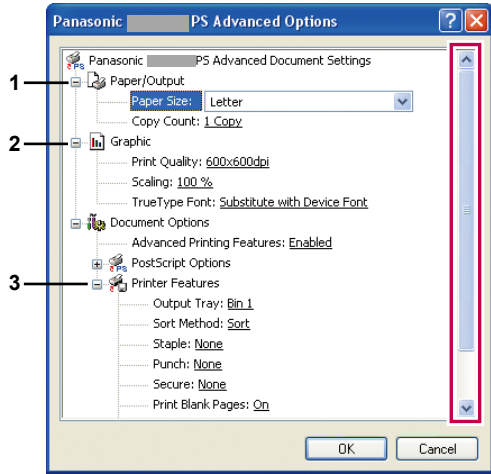 Panasonic PS Advanced Options
Panasonic PS Advanced Document Settings
1 Paper/Output
Paper Size: Letter
Copy Count: 1 Copy
2 Graphic
Print Quality: 600x600dpi
Scaling: 100 %
TrueType Font: Substitute with Device Font
Document Options
Advanced Printing Features: Enabled
PostScript Options
3 Printer Features
Output Tray: Bin 1
Sort Method: Sort
Staple: None
Punch: None
Secure: None
Print Blank Pages: On
OK Cancel